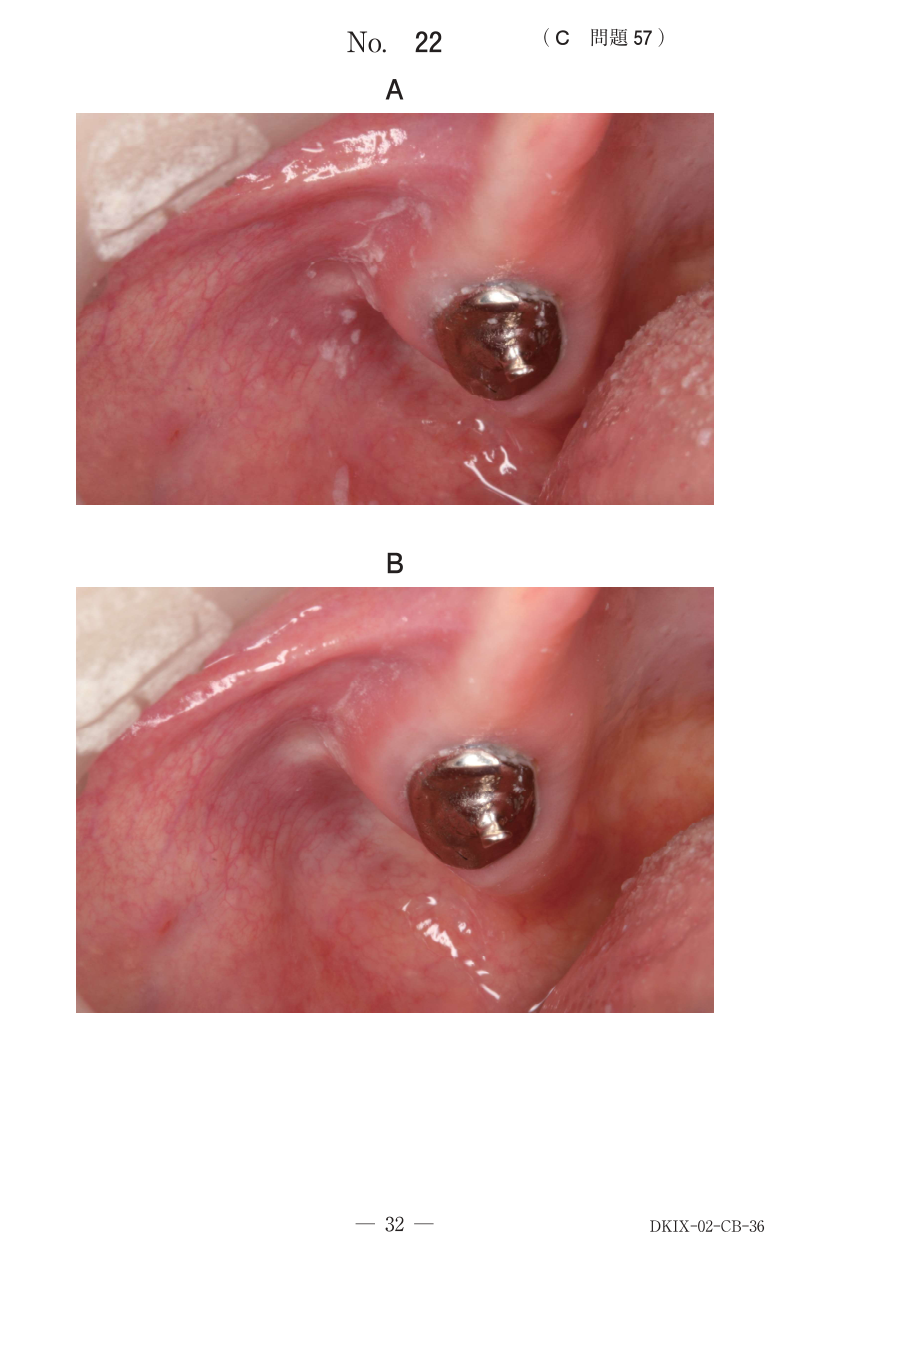 No. 22 （C 問題 57）
A
B
— 32 —
DKIX-02-CB-36